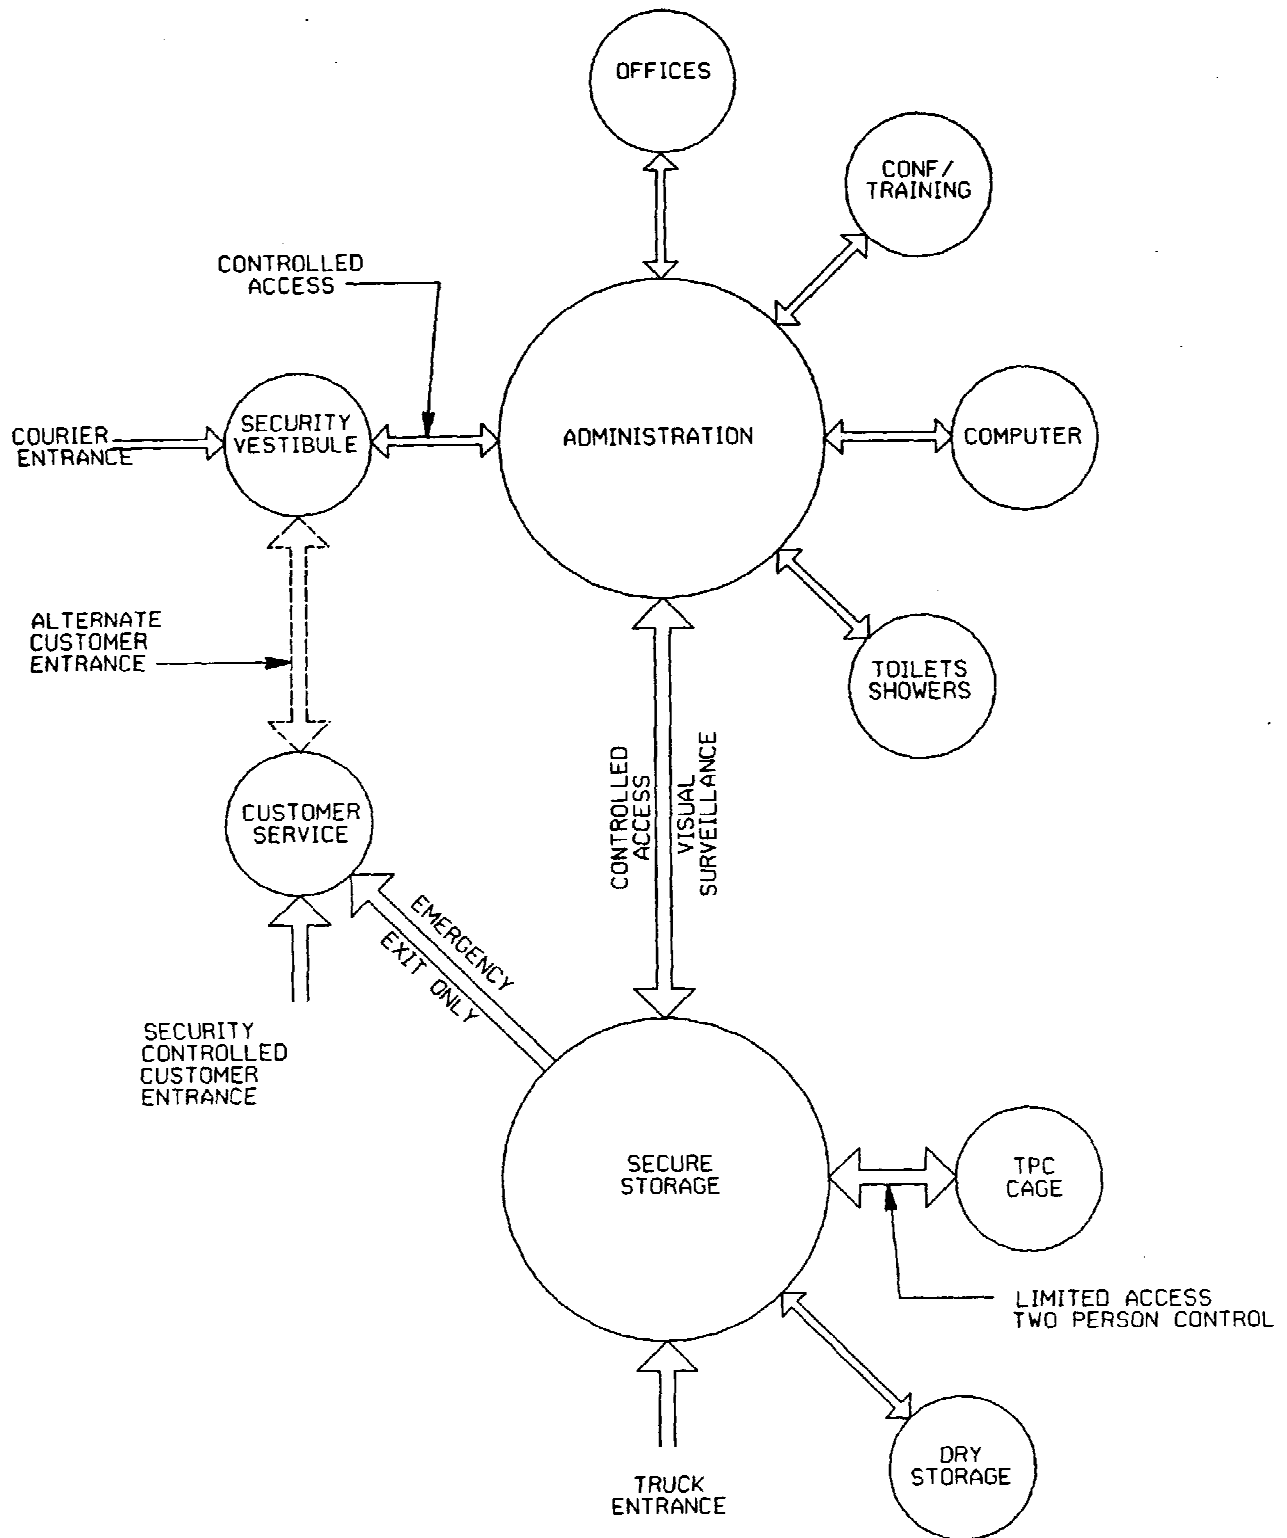 OFFICES
CONF/
TRAINING
CONTROLLED
ACCESS
SECURITY
VESTIBULE
COURIER
ENTRANCE
ADMINISTRATION
COMPUTER
ALTERNATE
CUSTOMER
ENTRANCE
TOILETS
SHOWERS
CONTROLLED
ACCESS
VISUAL
SURVEILLANCE
CUSTOMER
SERVICE
EMERGENCY
EXIT ONLY
SECURITY
CONTROLLED
CUSTOMER
ENTRANCE
SECURE
STORAGE
TPC
CAGE
LIMITED ACCESS
TWO PERSON CONTROL
DRY
STORAGE
TRUCK
ENTRANCE